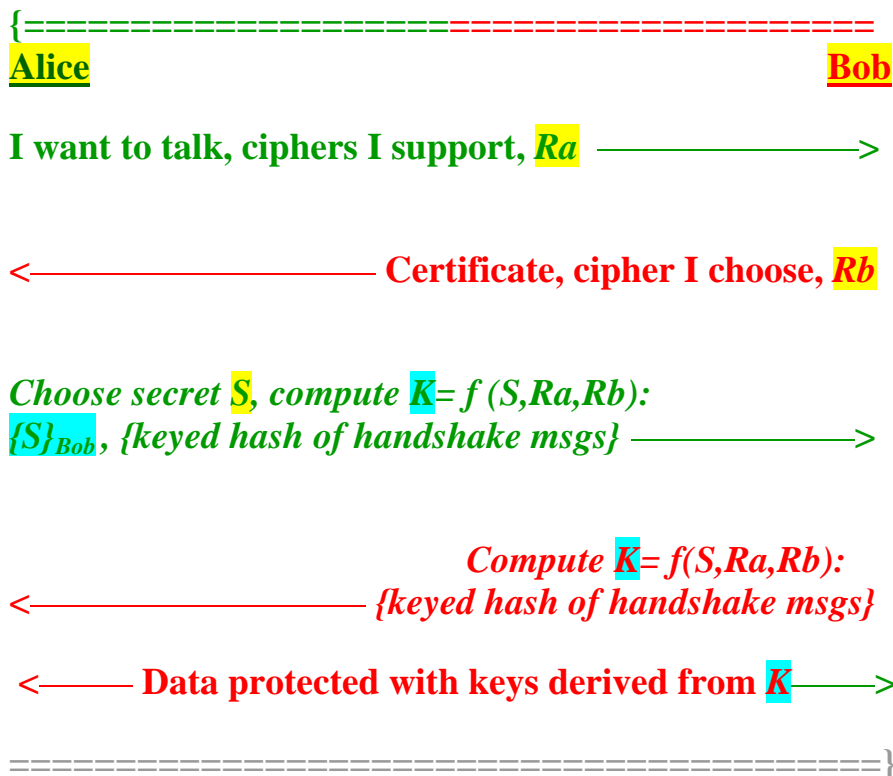 {========================================
Alice Bob
I want to talk, ciphers I support, Ra ————————>
<———————————— Certificate, cipher I choose, Rb
Choose secret S, compute K= f (S,Ra,Rb):
{S}Bob , {keyed hash of handshake msgs} ————————>
Compute K= f(S,Ra,Rb):
<———————————— {keyed hash of handshake msgs}
<——— Data protected with keys derived from K———>
========================================}